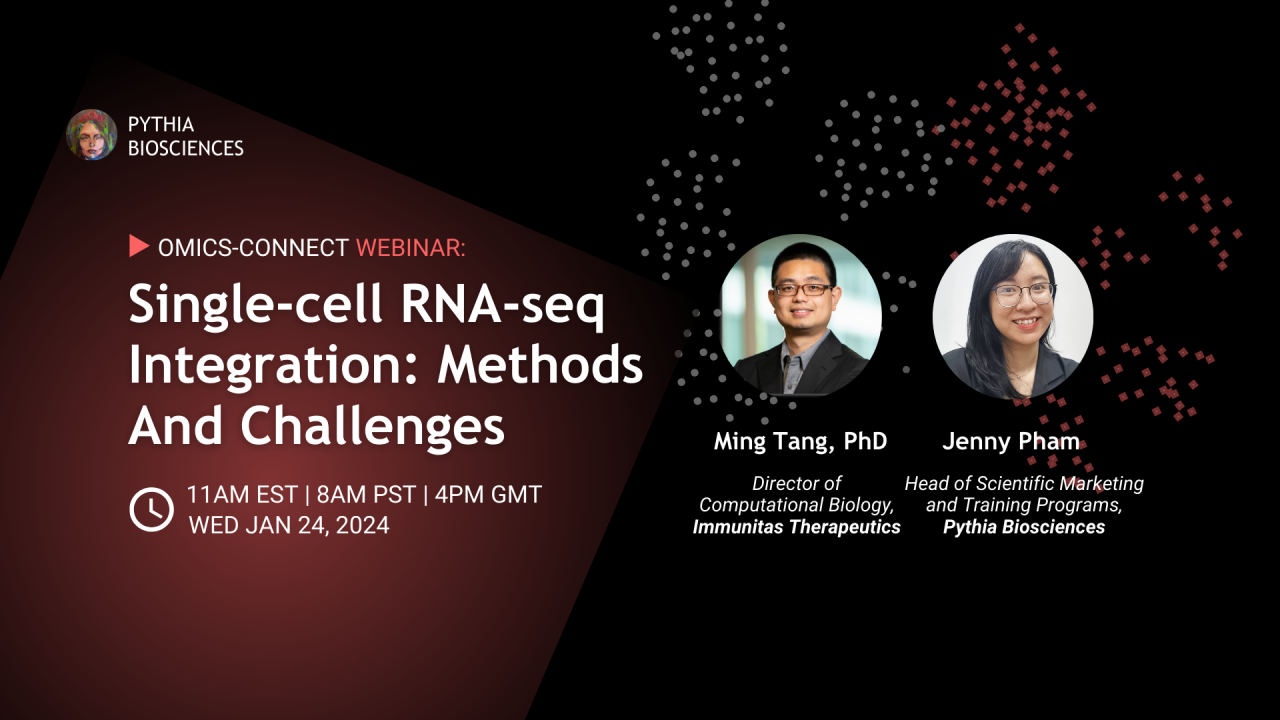 PYTHIA
BIOSCIENCES
OMICS-CONNECT WEBINAR:
Single-cell RNA-seq
Integration: Methods
And Challenges
11AM EST | 8AM PST | 4PM GMT
WED JAN 24, 2024
Ming Tang, PhD
Director of
Computational Biology,
Immunitas Therapeutics
Jenny Pham
Head of Scientific Marketing
and Training Programs,
Pythia Biosciences